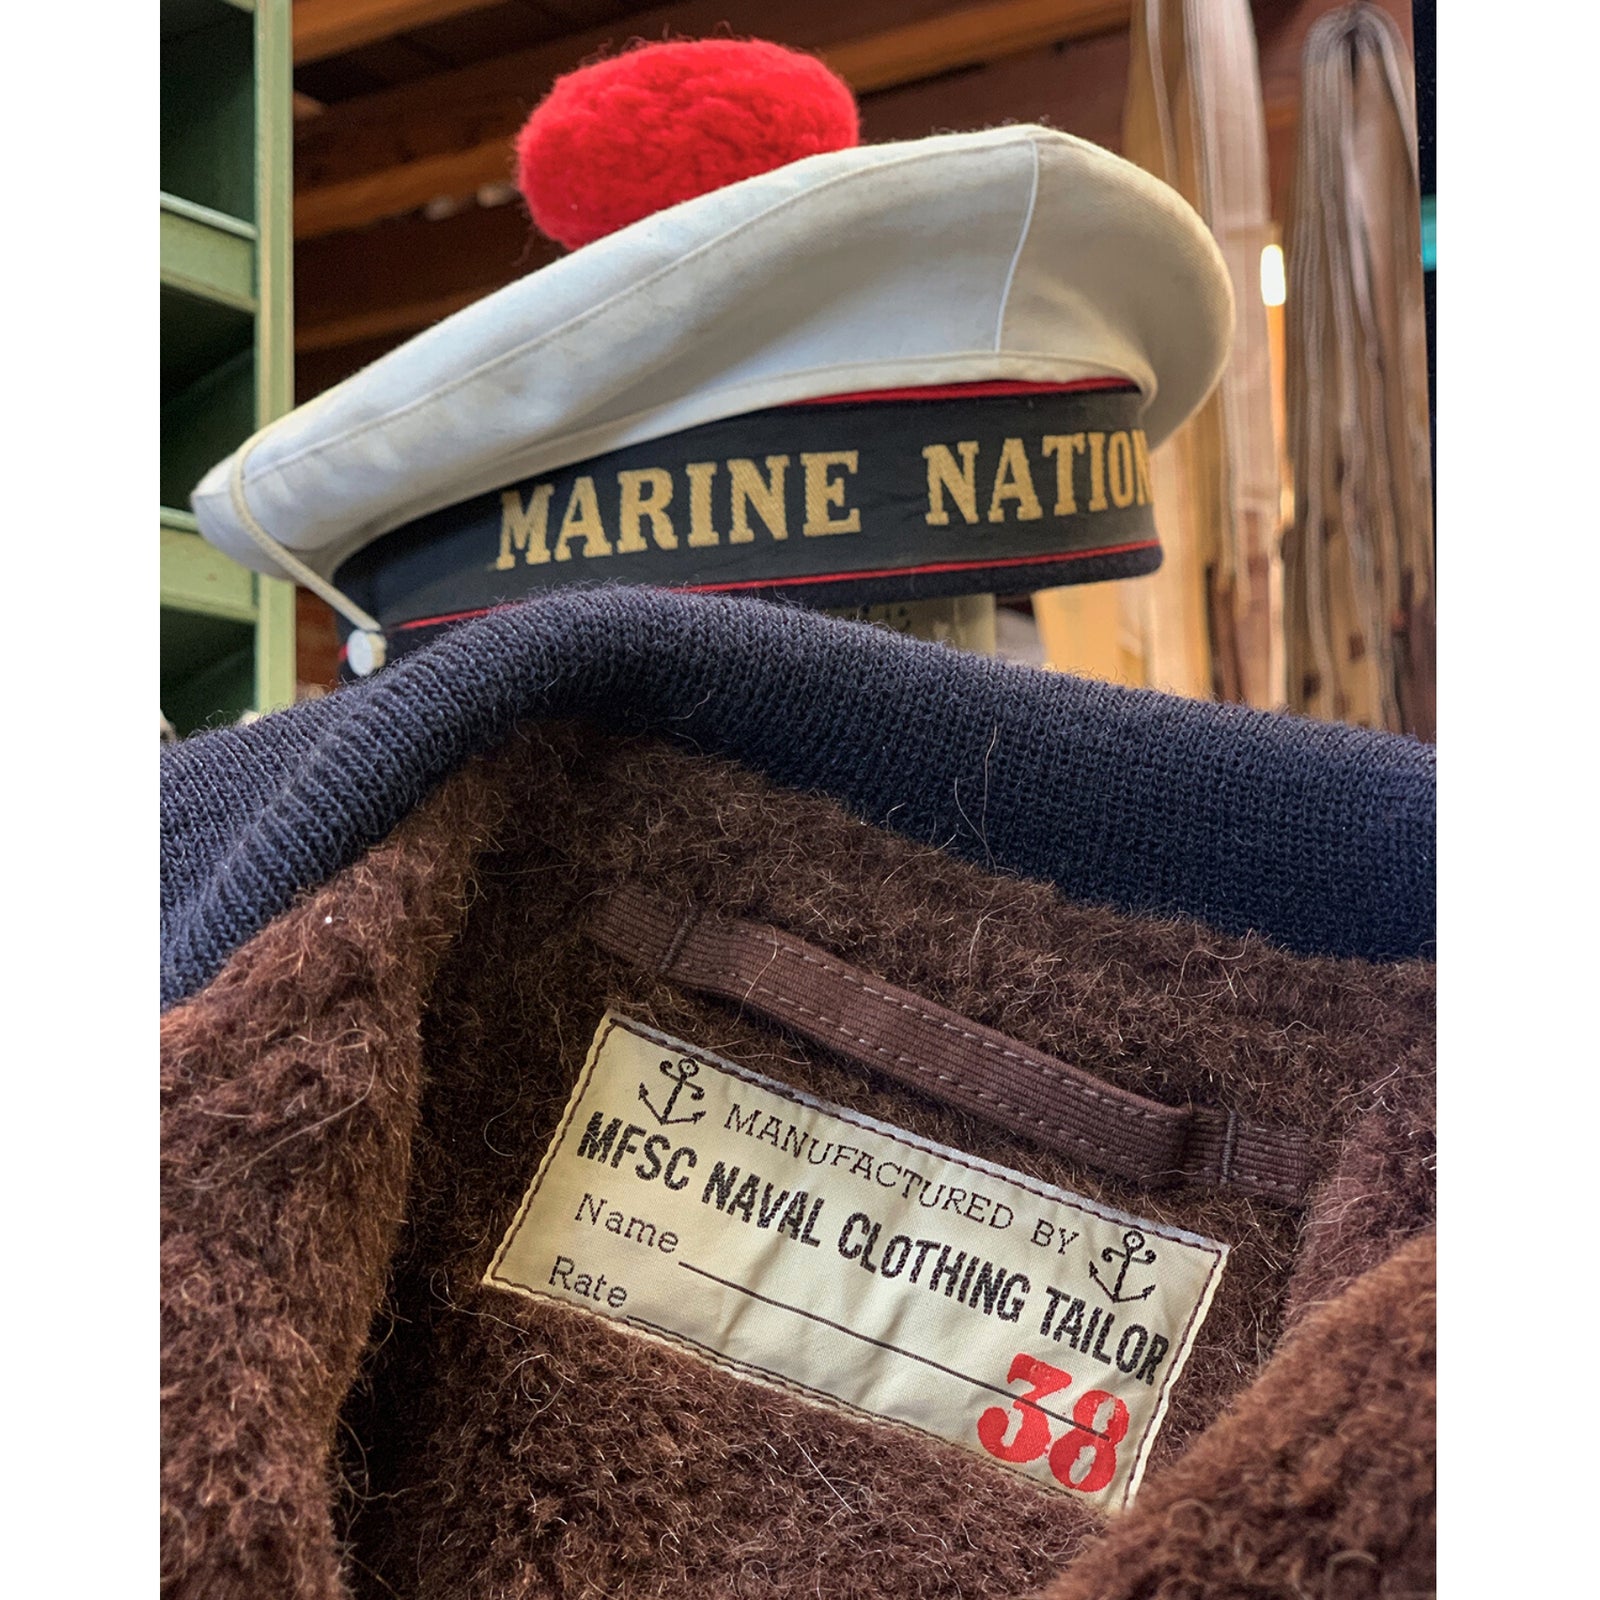 MARINE NATION
MANUFACTURED BY
MFSC NAVAL CLOTHING TAILOR
Name
Rate
38